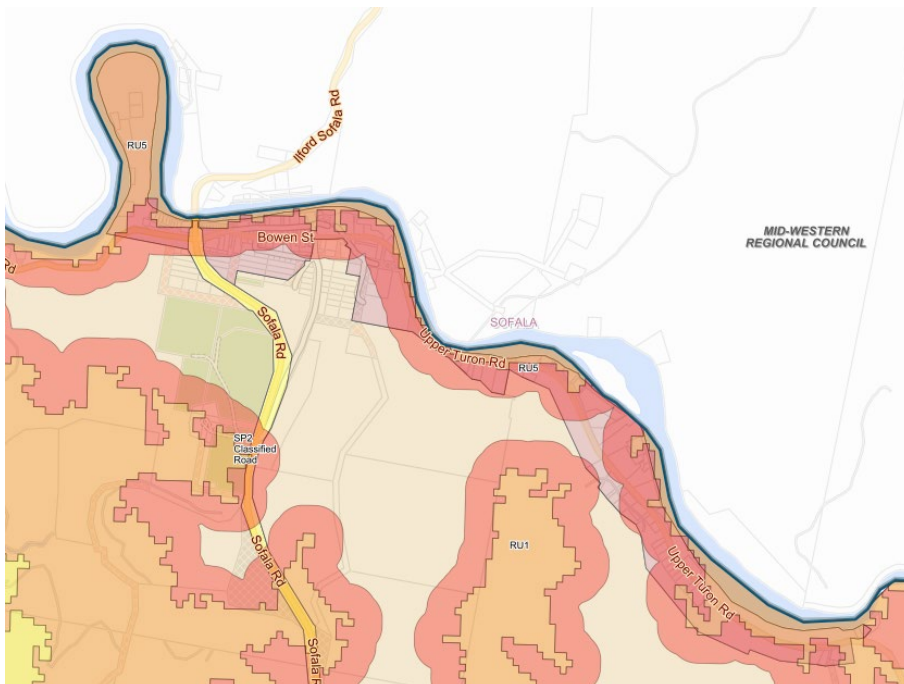 Ilford Sofala Rd
RU5
Bowen St
MID-WESTERN
REGIONAL COUNCIL
Rd
Sofala Rd
SOFALA
Upper Turon Rd
RU5
SP2
Classified
Road
RU1
Sofala Rd
Upper Turon Rd
Sofala R